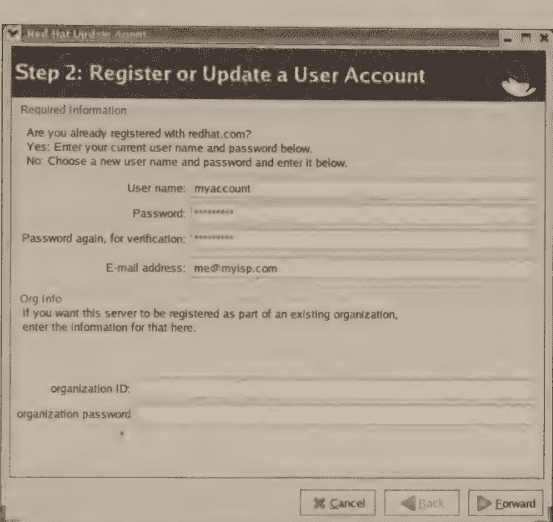 Red Hat Update Agent
Step 2: Register or Update a User Account
Required Information
Are you already registered with redhat.com?
Yes: Enter your current user name and password below.
No: Choose a new user name and password and enter it below.
User name: myaccount
Password: *********
Password again, for verification: *********
E-mail address: me@myisp.com
Org Info
If you want this server to be registered as part of an existing organization,
enter the information for that here.
organization ID:
organization password
Cancel Back Forward